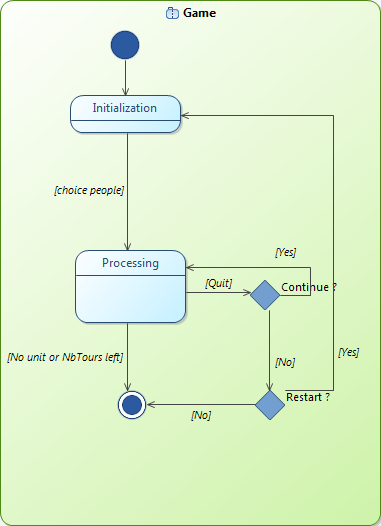 Game
Initialization
[choice people]
Processing
[Yes]
[Quit]
Continue ?
[No unit or NbTours left]
[No]
[Yes]
Restart ?
[No]